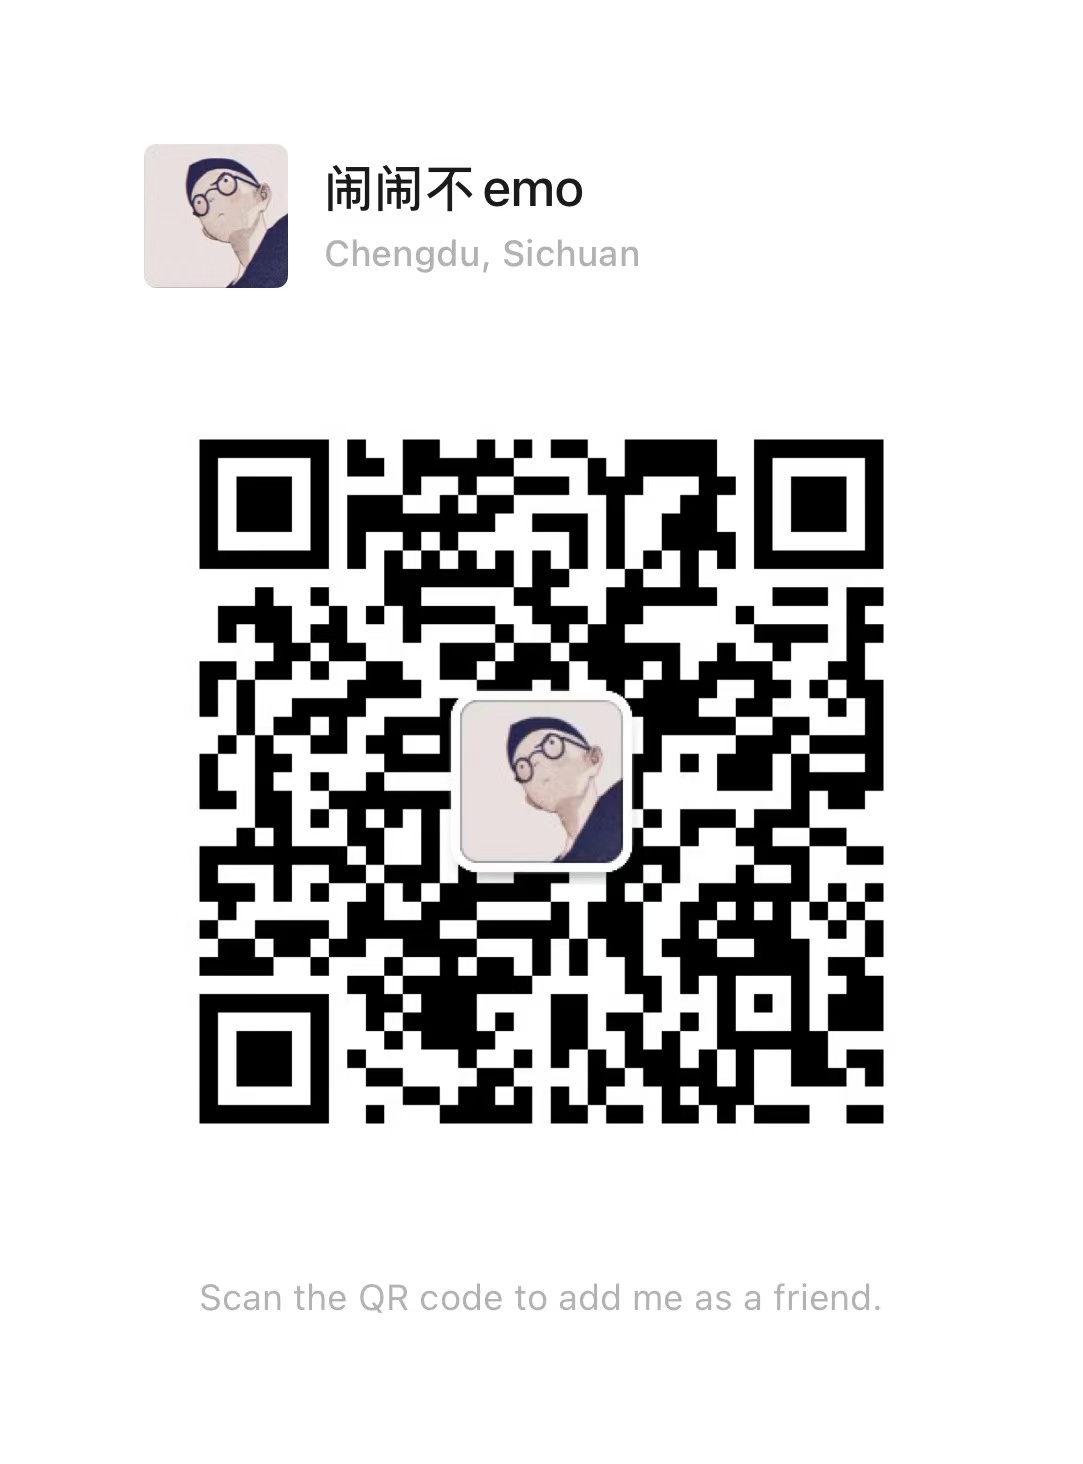 闹闹不emo
Chengdu, Sichuan
Scan the QR code to add me as a friend.